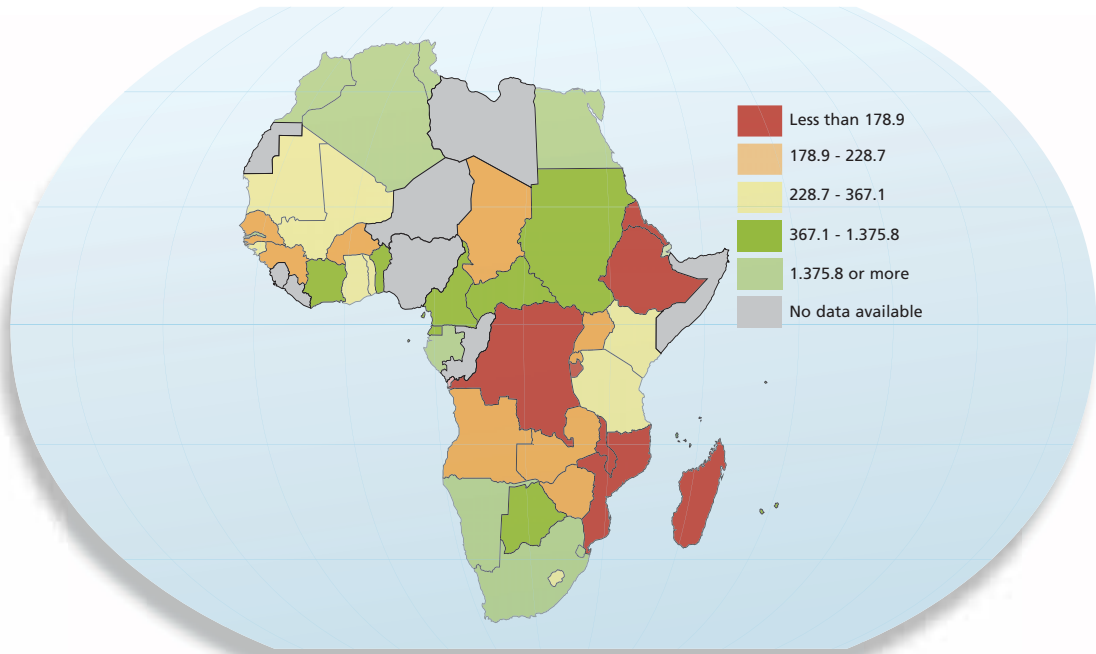 Less than 178.9
178.9 - 228.7
228.7 - 367.1
367.1 - 1.375.8
1.375.8 or more
No data available